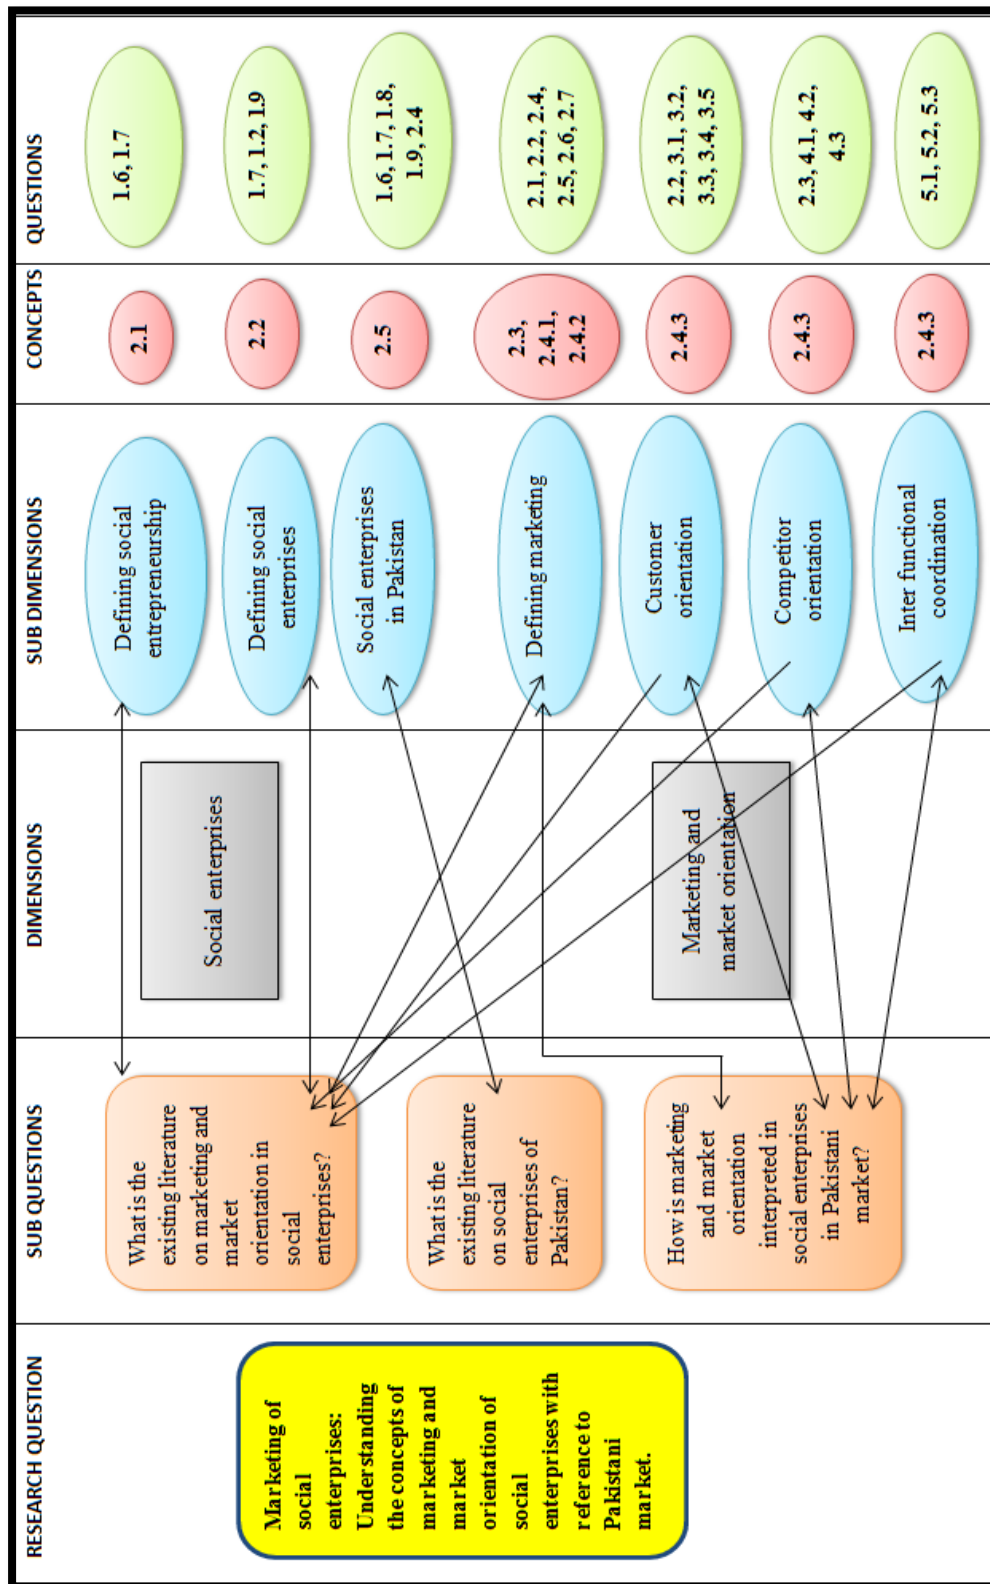 RESEARCH QUESTION
SUB QUESTIONS
DIMENSIONS
SUB DIMENSIONS
CONCEPTS
QUESTIONS
Marketing of
social
enterprises:
Understanding
the concepts of
marketing and
market
orientation of
social
enterprises with
reference to
Pakistani
market.
What is the
existing literature
on marketing and
market
orientation in
social
enterprises?
What is the
existing literature
on social
enterprises of
Pakistan?
How is marketing
and market
orientation
interpreted in
social enterprises
in Pakistani
market?
Social enterprises
Marketing and
market orientation
Defining social
entrepreneurship
Defining social
enterprises
Social enterprises
in Pakistan
Defining marketing
Customer
orientation
Competitor
orientation
Inter functional
coordination
2.1
2.2
2.5
2.3,
2.4.1,
2.4.2
2.4.3
2.4.3
2.4.3
1.6, 1.7
1.7, 1.2, 1.9
1.6, 1.7, 1.8,
1.9, 2.4
2.1, 2.2, 2.4,
2.5, 2.6, 2.7
2.2, 3.1, 3.2,
3.3, 3.4, 3.5
2.3, 4.1, 4.2,
4.3
5.1, 5.2, 5.3